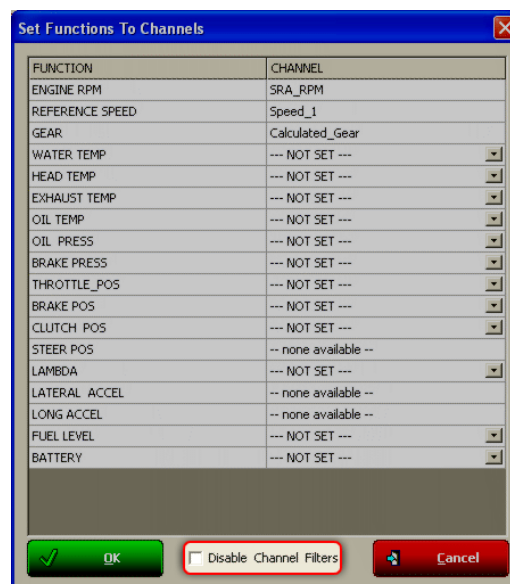 Set Functions To Channels
FUNCTION CHANNEL
ENGINE RPM SRA_RPM
REFERENCE SPEED Speed_1
GEAR Calculated_Gear
WATER TEMP --- NOT SET ---
HEAD TEMP --- NOT SET ---
EXHAUST TEMP --- NOT SET ---
OIL TEMP --- NOT SET ---
OIL PRESS --- NOT SET ---
BRAKE PRESS --- NOT SET ---
THROTTLE_POS --- NOT SET ---
BRAKE POS --- NOT SET ---
CLUTCH POS --- NOT SET ---
STEER POS -- none available --
LAMBDA --- NOT SET ---
LATERAL ACCEL -- none available --
LONG ACCEL -- none available --
FUEL LEVEL --- NOT SET ---
BATTERY --- NOT SET ---
OK Disable Channel Filters Cancel